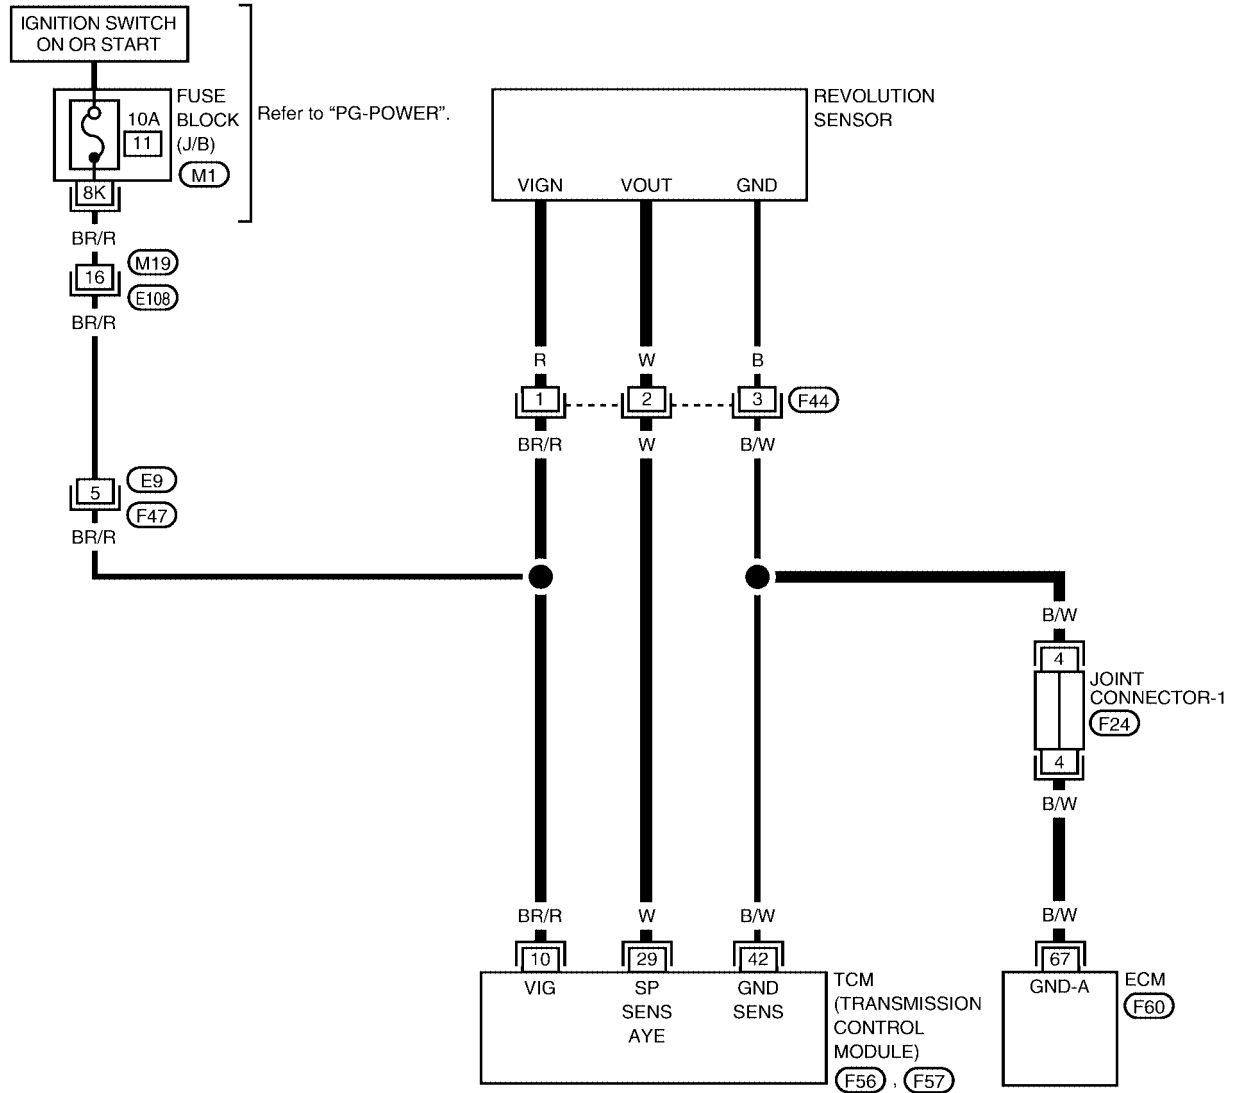 IGNITION SWITCH
ON OR START
FUSE
BLOCK
(J/B)
10A
11
M1
8K
Refer to “PG-POWER”.
BR/R
16
M19
E108
BR/R
5
E9
F47
BR/R
REVOLUTION
SENSOR
VIGN VOUT GND
R W B
1 2 3 F44
BR/R W B/W
B/W
4
JOINT
CONNECTOR-1
F24
4
B/W
BR/R W B/W B/W
10 29 42 67
VIG
SP
SENS
AYE
GND
SENS
TCM
(TRANSMISSION
CONTROL
MODULE)
F56 , F57
GND-A
ECM
F60